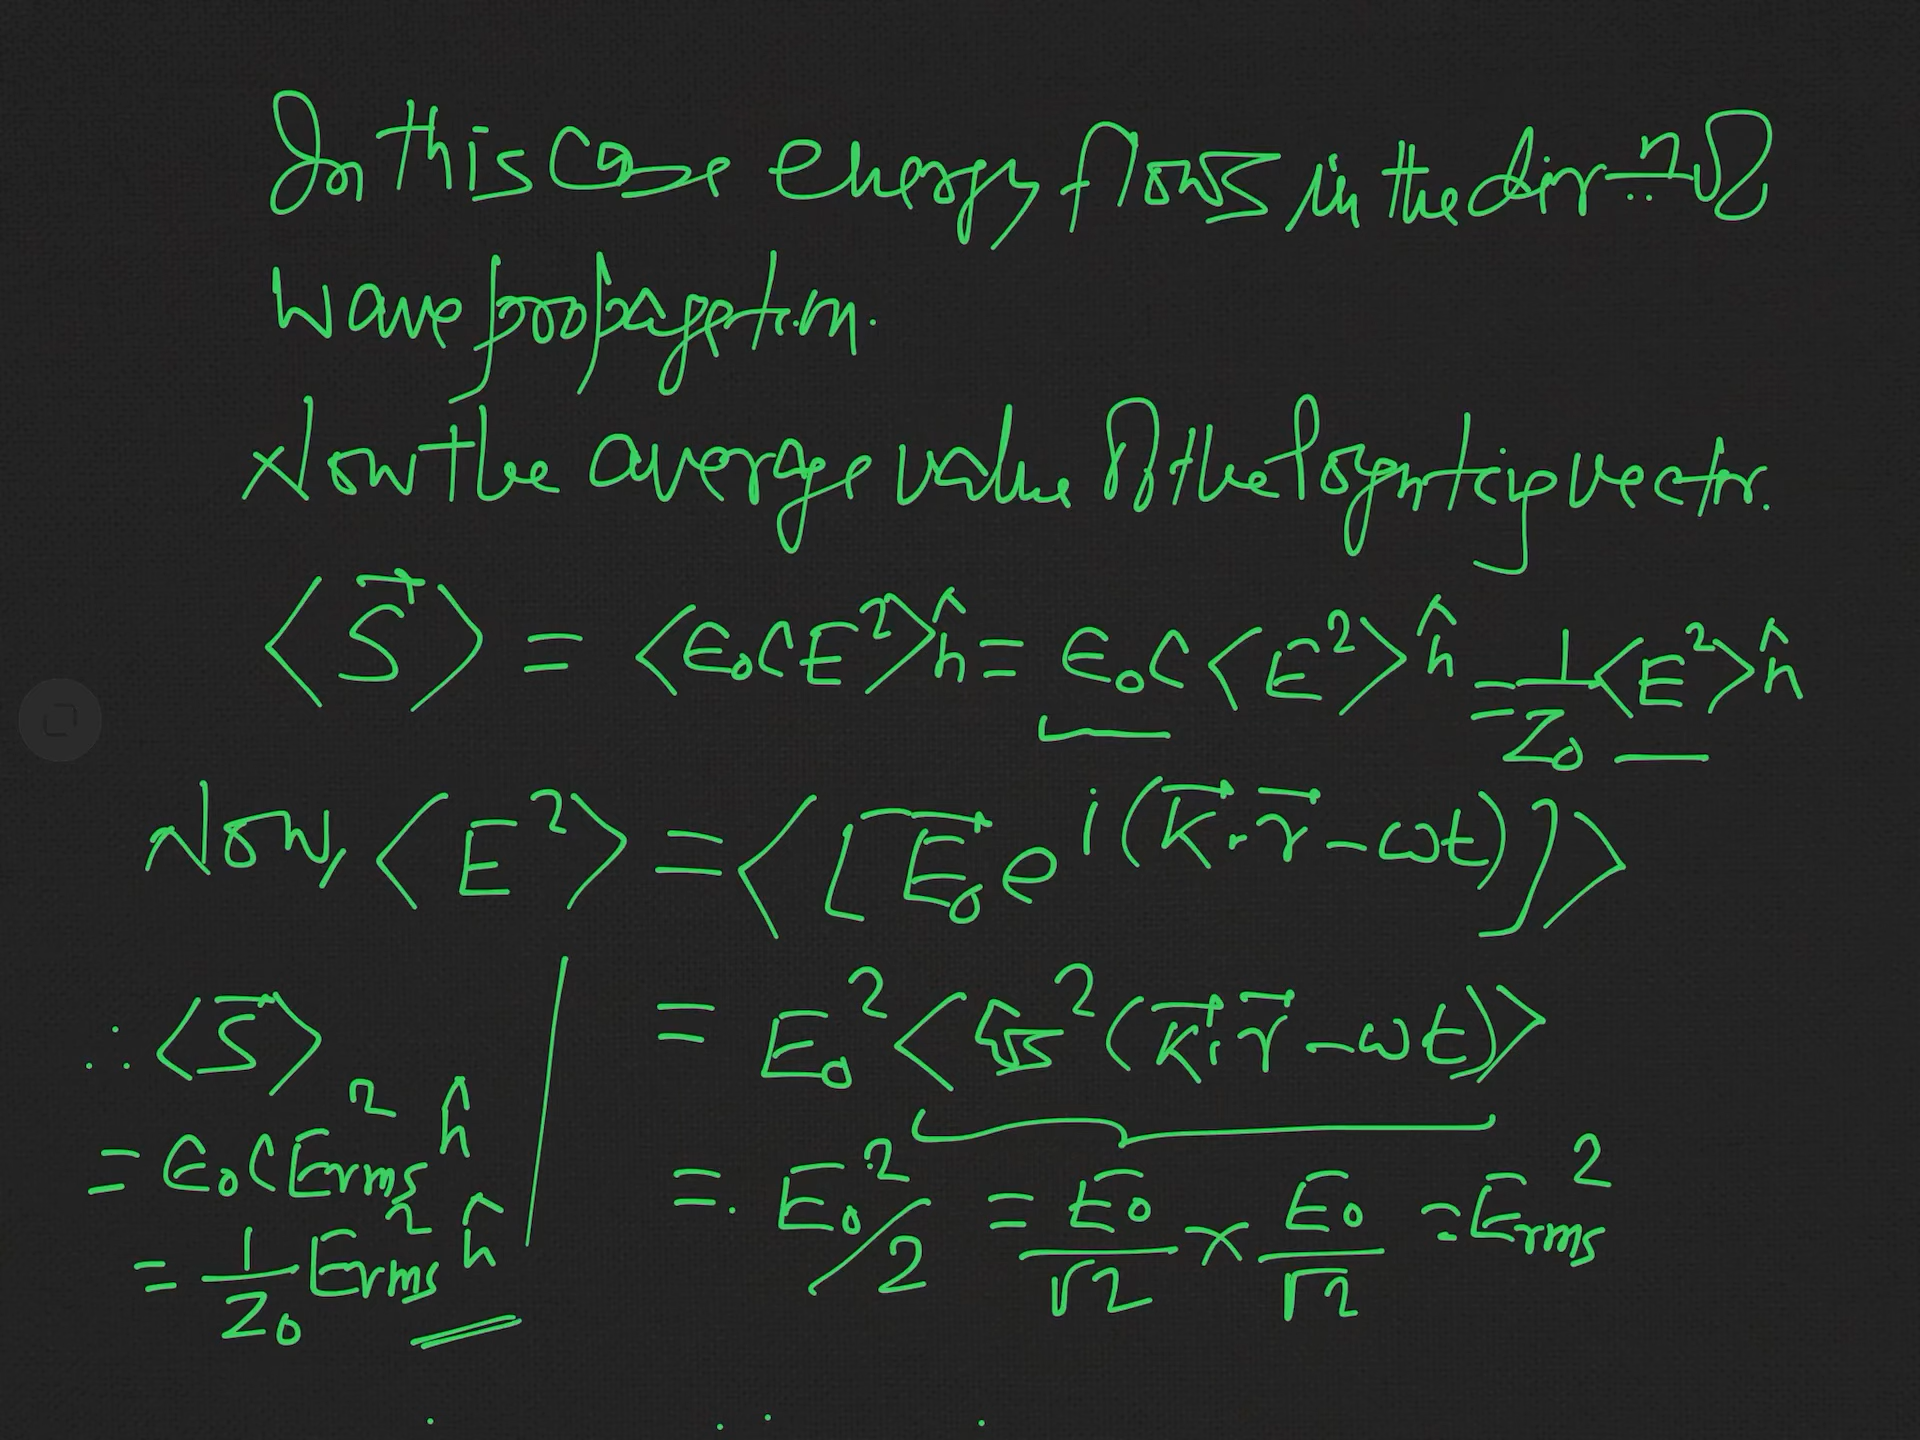 In this case energy flows in the dirⁿ of
wave propagation.
Now the average value of the Poynting vector.
⟨S⃗⟩ = ⟨ϵ₀CE²⟩n̂ = ϵ₀C⟨E²⟩n̂ = 1/Z₀ ⟨E²⟩n̂
Now, ⟨E²⟩ = ⟨[E⃗₀e^i(k⃗.r⃗-ωt)]⟩
= E₀²⟨cos²(k⃗.r⃗-ωt)⟩
= E₀²/2 = E₀/√2 × E₀/√2 = Erms²
∴ ⟨S⃗⟩
= ϵ₀CErms² n̂
= 1/Z₀ Erms² n̂